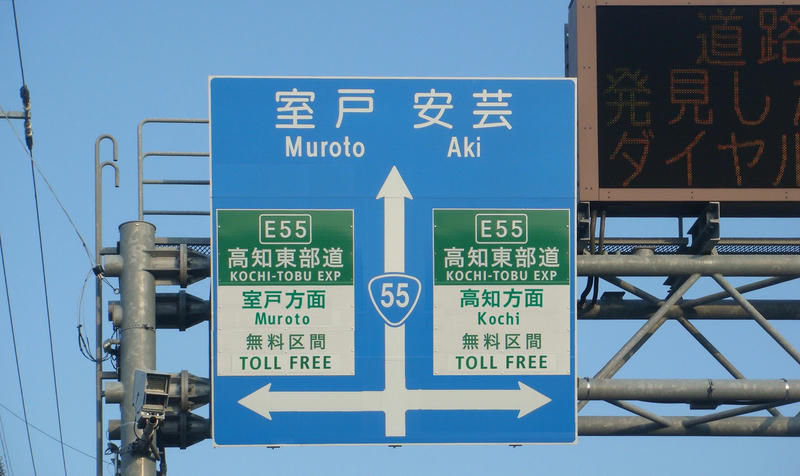 室戸 安芸
Muroto Aki
E55
高知東部道
KOCHI-TOBU EXP
室戸方面
Muroto
無料区間
TOLL FREE
55
E55
高知東部道
KOCHI-TOBU EXP
高知方面
Kochi
無料区間
TOLL FREE
道路
発見した
ダイヤル